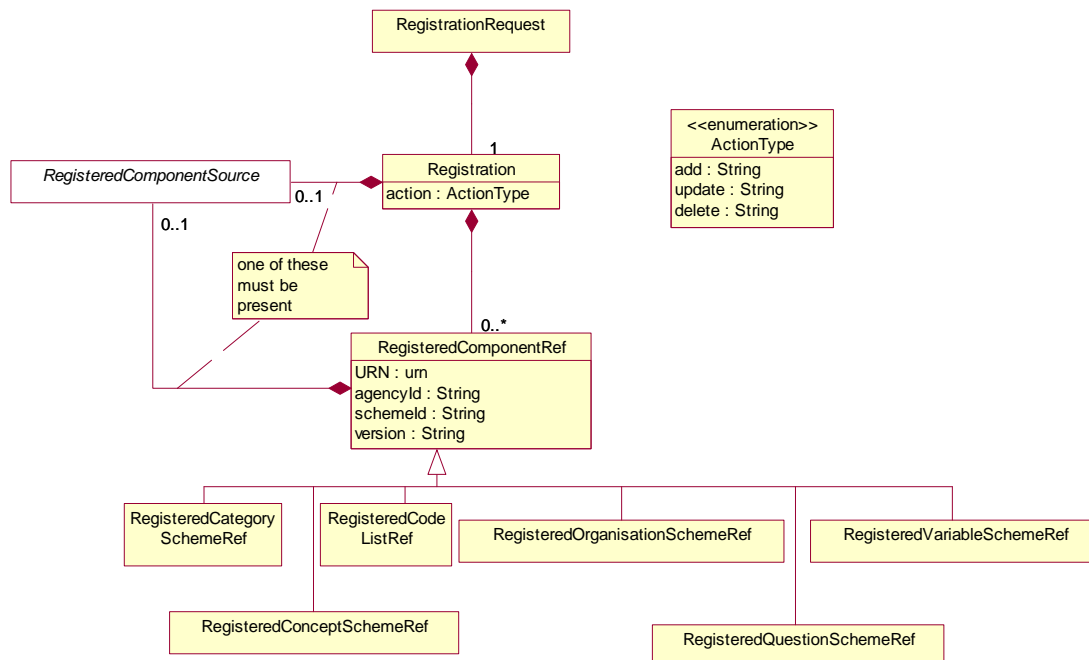 RegistrationRequest
1
Registration
action : ActionType
<<enumeration>>
ActionType
add : String
update : String
delete : String
RegisteredComponentSource
0..1
0..1
one of these
must be
present
0..*
RegisteredComponentRef
URN : urn
agencyId : String
schemeId : String
version : String
RegisteredCategory
SchemeRef
RegisteredCode
ListRef
RegisteredOrganisationSchemeRef
RegisteredVariableSchemeRef
RegisteredConceptSchemeRef
RegisteredQuestionSchemeRef